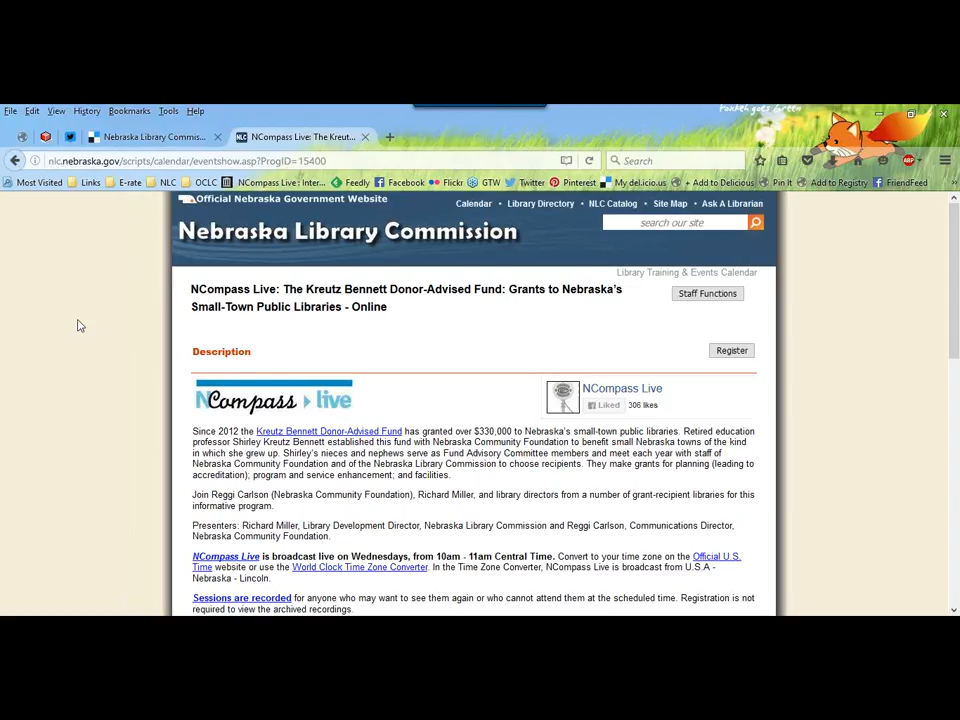 foxkeh goes Green
File Edit View History Bookmarks Tools Help
Nebraska Library Commis... × NLC NCompass Live: The Kreutz... × +
nlc.nebraska.gov/scripts/calendar/eventshow.asp?ProgID=15400 Search ABP
Most Visited Links E-rate NLC OCLC NCompass Live : Inter... Feedly Facebook Flickr GTW Twitter Pinterest My del.icio.us + Add to Delicious Pin It Add to Registry FriendFeed »
Official Nebraska Government Website
Calendar • Library Directory • NLC Catalog • Site Map • Ask A Librarian
search our site
Nebraska Library Commission
Library Training & Events Calendar
NCompass Live: The Kreutz Bennett Donor-Advised Fund: Grants to Nebraska's
Small-Town Public Libraries - Online
Staff Functions
Description
Register
NCompass live
NCompass Live
Liked 306 likes
Since 2012 the Kreutz Bennett Donor-Advised Fund has granted over $330,000 to Nebraska's small-town public libraries. Retired education
professor Shirley Kreutz Bennett established this fund with Nebraska Community Foundation to benefit small Nebraska towns of the kind
in which she grew up. Shirley's nieces and nephews serve as Fund Advisory Committee members and meet each year with staff of
Nebraska Community Foundation and of the Nebraska Library Commission to choose recipients. They make grants for planning (leading to
accreditation); program and service enhancement; and facilities.
Join Reggi Carlson (Nebraska Community Foundation), Richard Miller, and library directors from a number of grant-recipient libraries for this
informative program.
Presenters: Richard Miller, Library Development Director, Nebraska Library Commission and Reggi Carlson, Communications Director,
Nebraska Community Foundation.
NCompass Live is broadcast live on Wednesdays, from 10am - 11am Central Time. Convert to your time zone on the Official U.S.
Time website or use the World Clock Time Zone Converter. In the Time Zone Converter, NCompass Live is broadcast from U.S.A -
Nebraska - Lincoln.
Sessions are recorded for anyone who may want to see them again or who cannot attend them at the scheduled time. Registration is not
required to view the archived recordings.